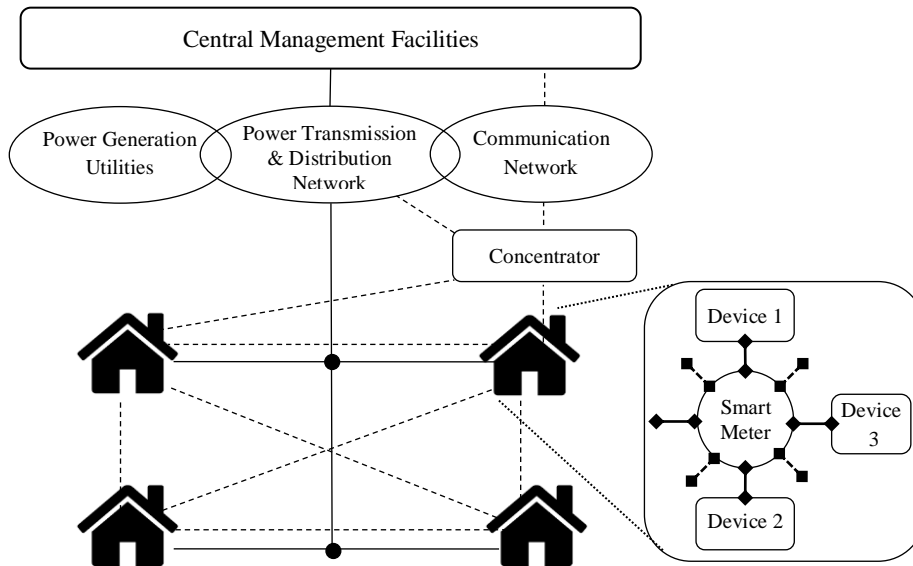 Central Management Facilities
Power Generation
Utilities
Power Transmission
& Distribution
Network
Communication
Network
Concentrator
Device 1
Smart
Meter
Device
3
Device 2